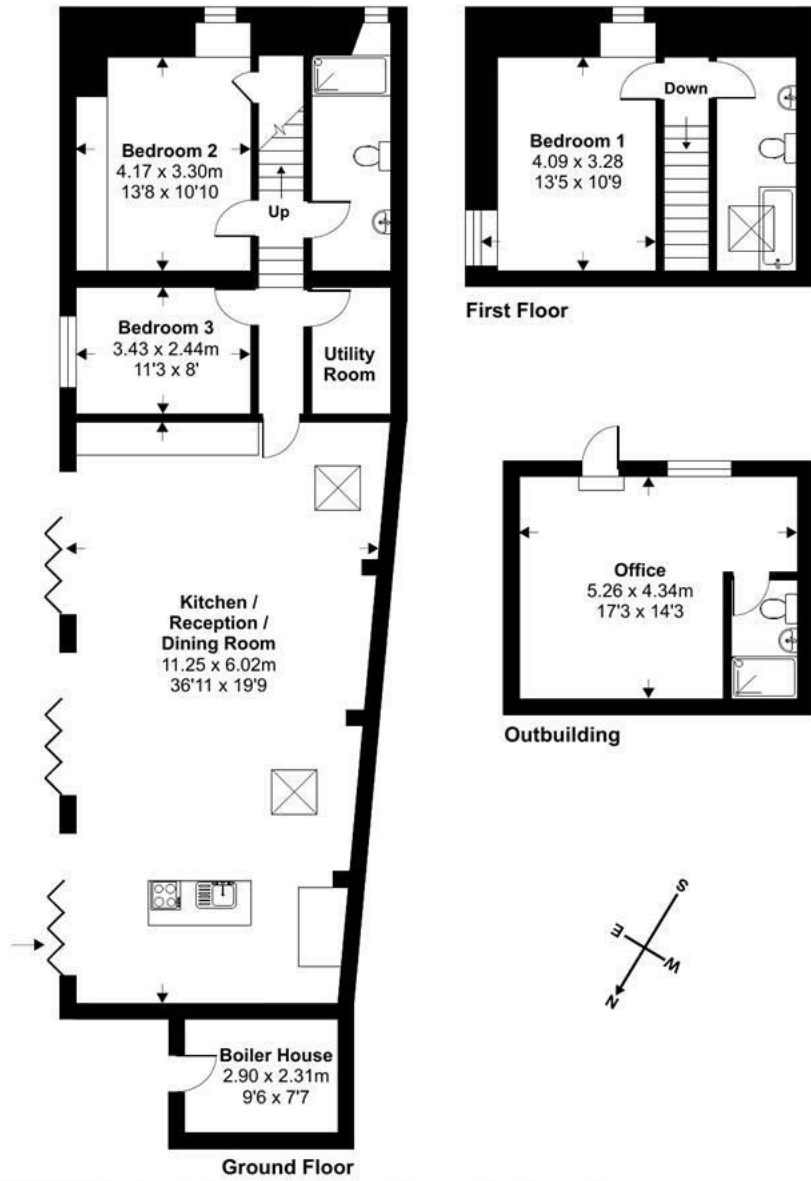 Bedroom 2
4.17 x 3.30m
13'8 x 10'10
Up
Bedroom 3
3.43 x 2.44m
11'3 x 8'
Utility
Room
Kitchen /
Reception /
Dining Room
11.25 x 6.02m
36'11 x 19'9
Boiler House
2.90 x 2.31m
9'6 x 7'7
Ground Floor
Down
Bedroom 1
4.09 x 3.28
13'5 x 10'9
First Floor
Office
5.26 x 4.34m
17'3 x 14'3
Outbuilding
S
E
W
N